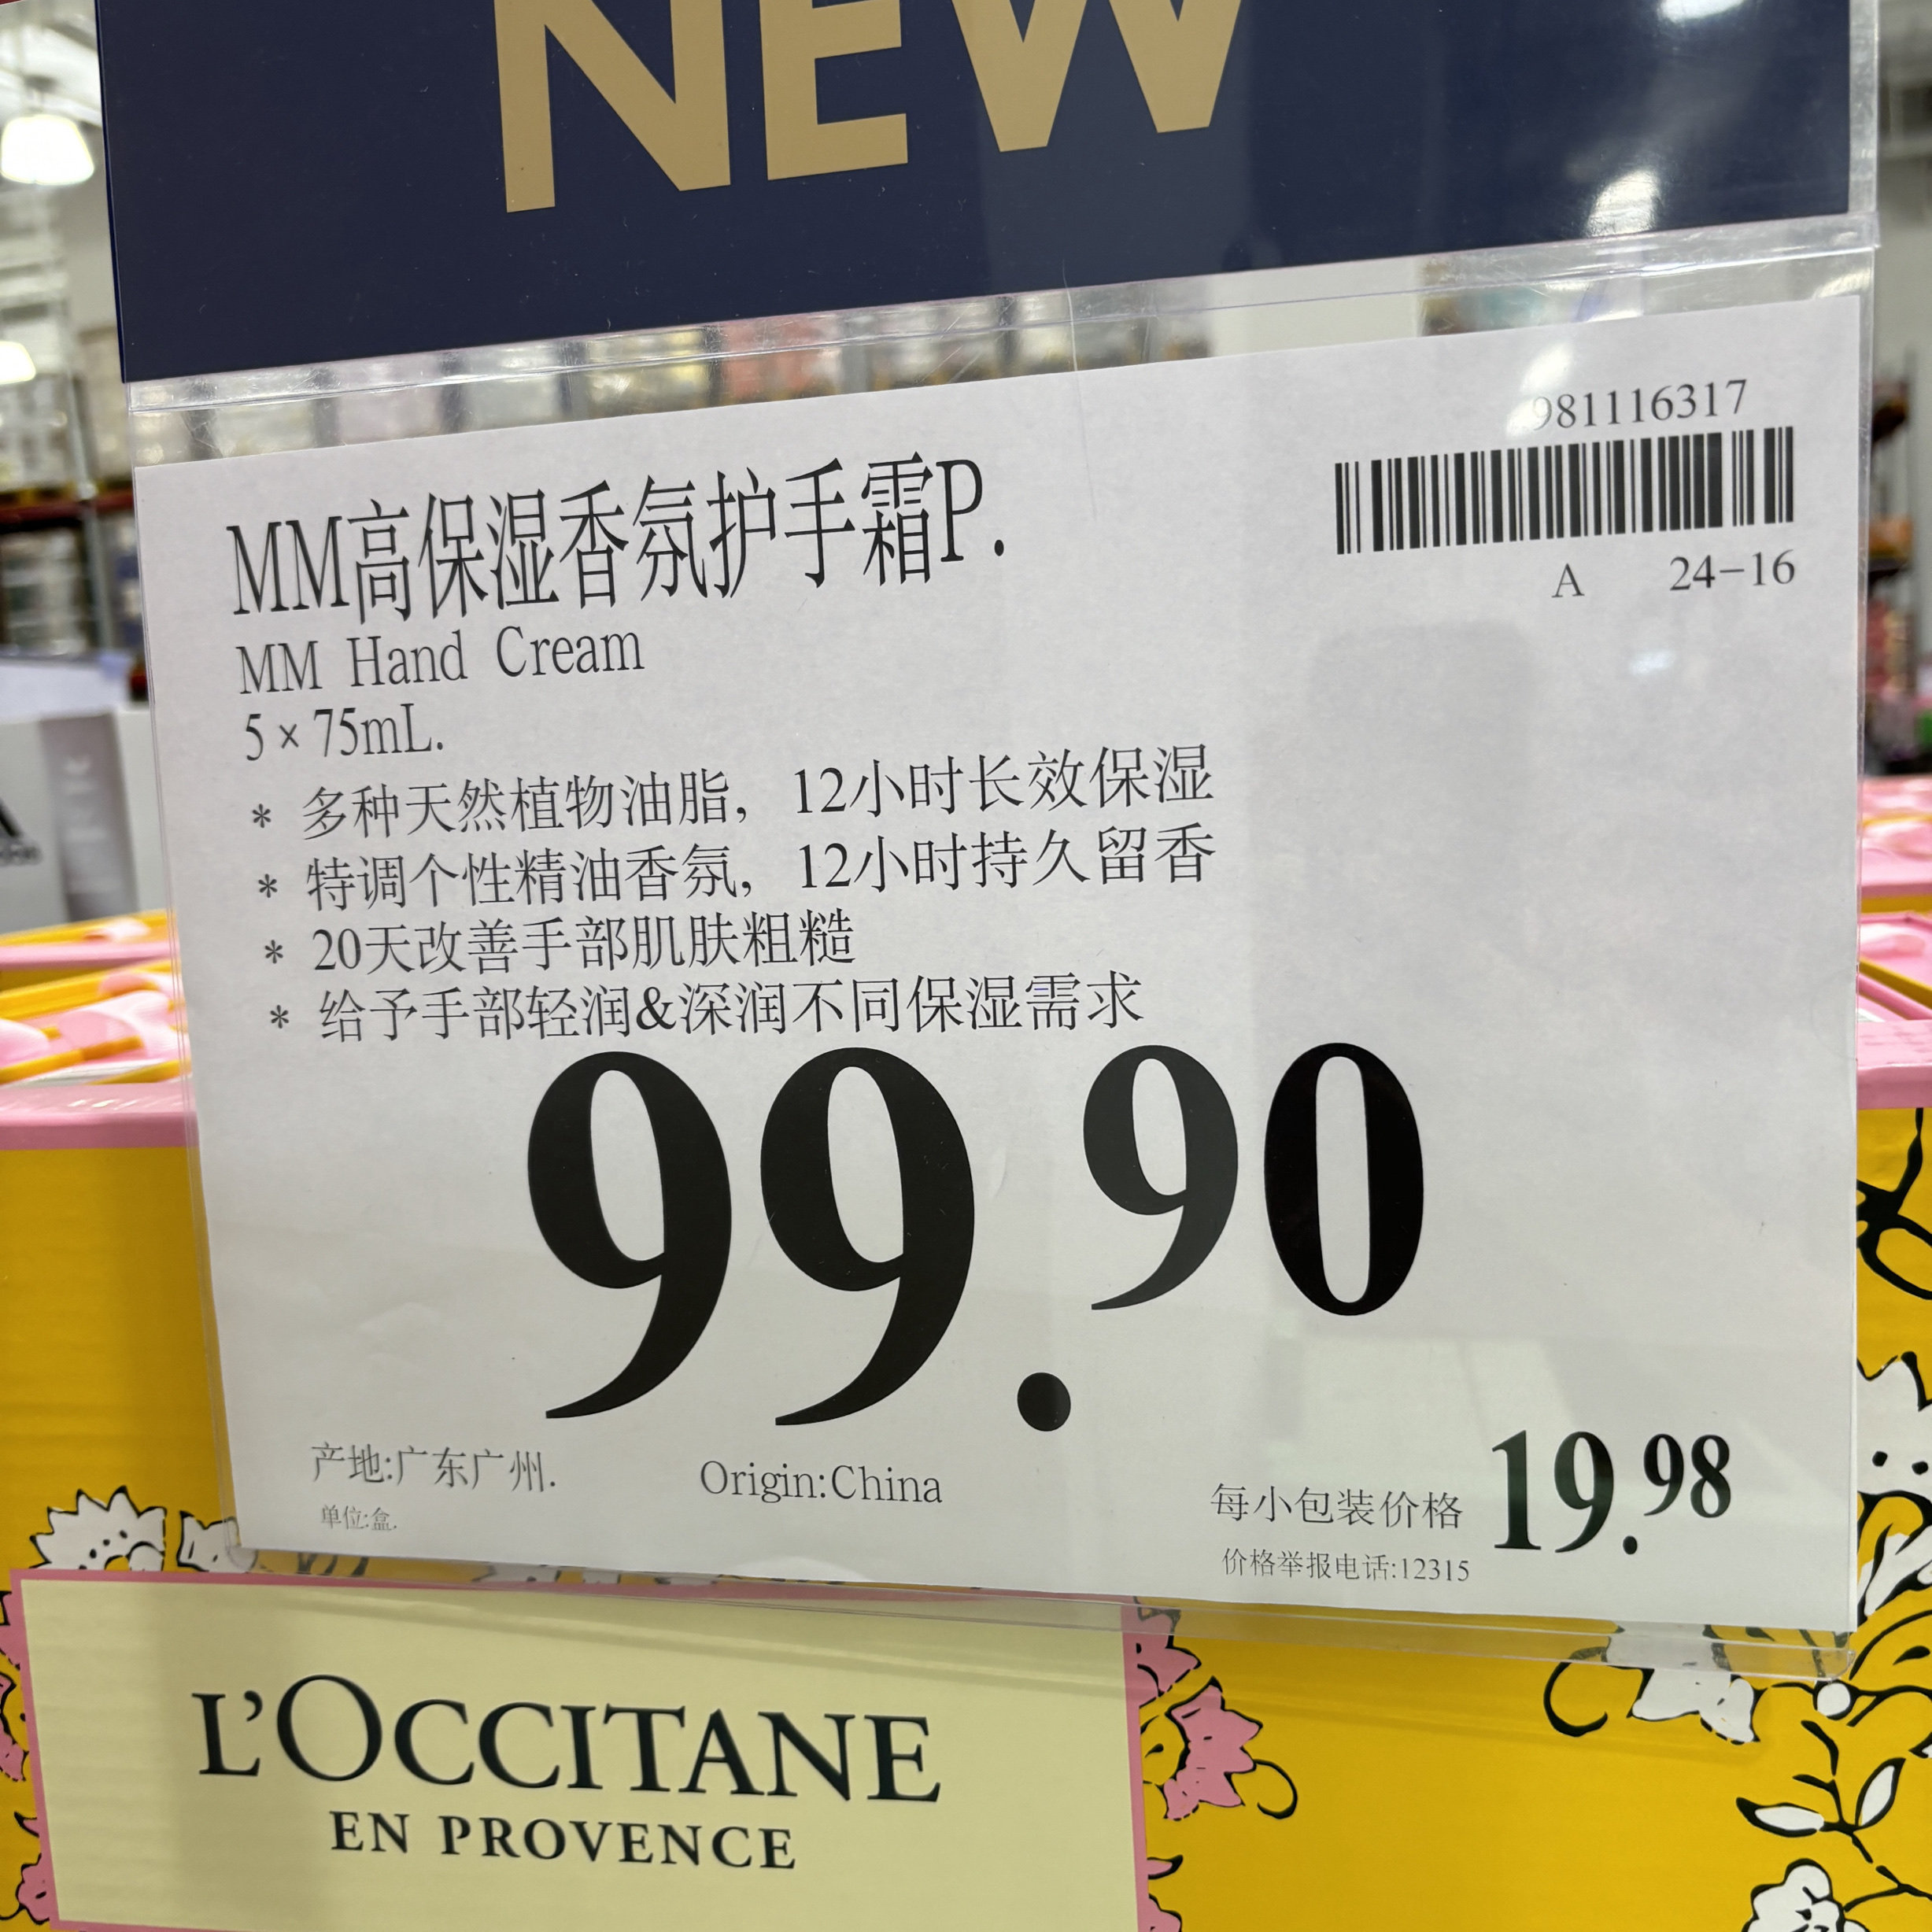 NEW
981116317
A 24-16
MM高保湿香氛护手霜P.
MM Hand Cream
5×75mL.
* 多种天然植物油脂，12小时长效保湿
* 特调个性精油香氛，12小时持久留香
* 20天改善手部肌肤粗糙
* 给予手部轻润&深润不同保湿需求
99.90
产地:广东广州.
Origin:China
单位:盒.
每小包装价格 19.98
价格举报电话:12315
L'OCCITANE
EN PROVENCE